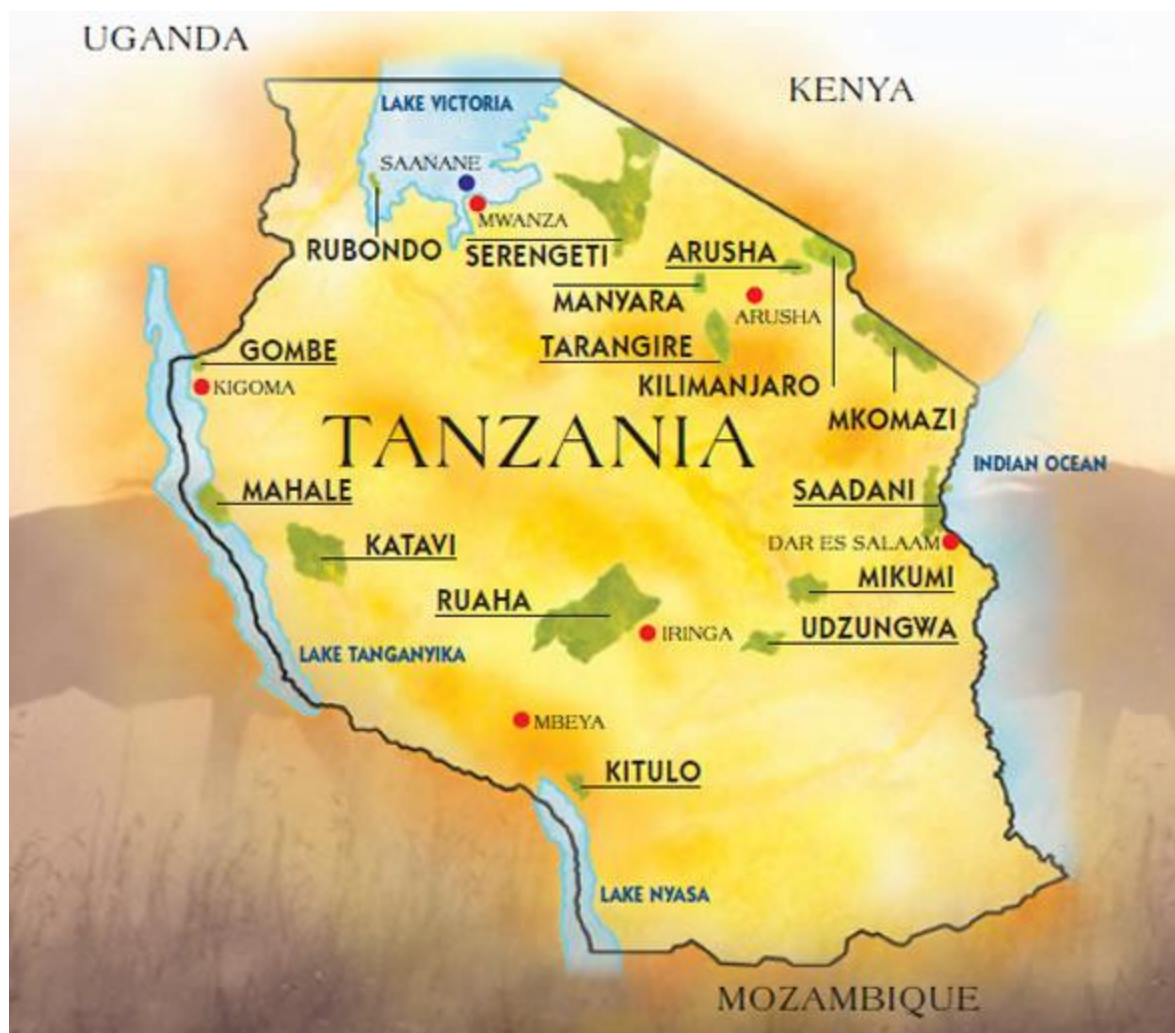 UGANDA
KENYA
LAKE VICTORIA
SAANANE
MWANZA
RUBONDO
SERENGETI
ARUSHA
MANYARA
ARUSHA
TARANGIRE
GOMBE
KILIMANJARO
KIGOMA
MKOMAZI
TANZANIA
INDIAN OCEAN
MAHALE
SAADANI
KATAVI
DAR ES SALAAM
MIKUMI
RUAHA
UDZUNGWA
IRINGA
LAKE TANGANYIKA
MBEYA
KITULO
LAKE NYASA
MOZAMBIQUE